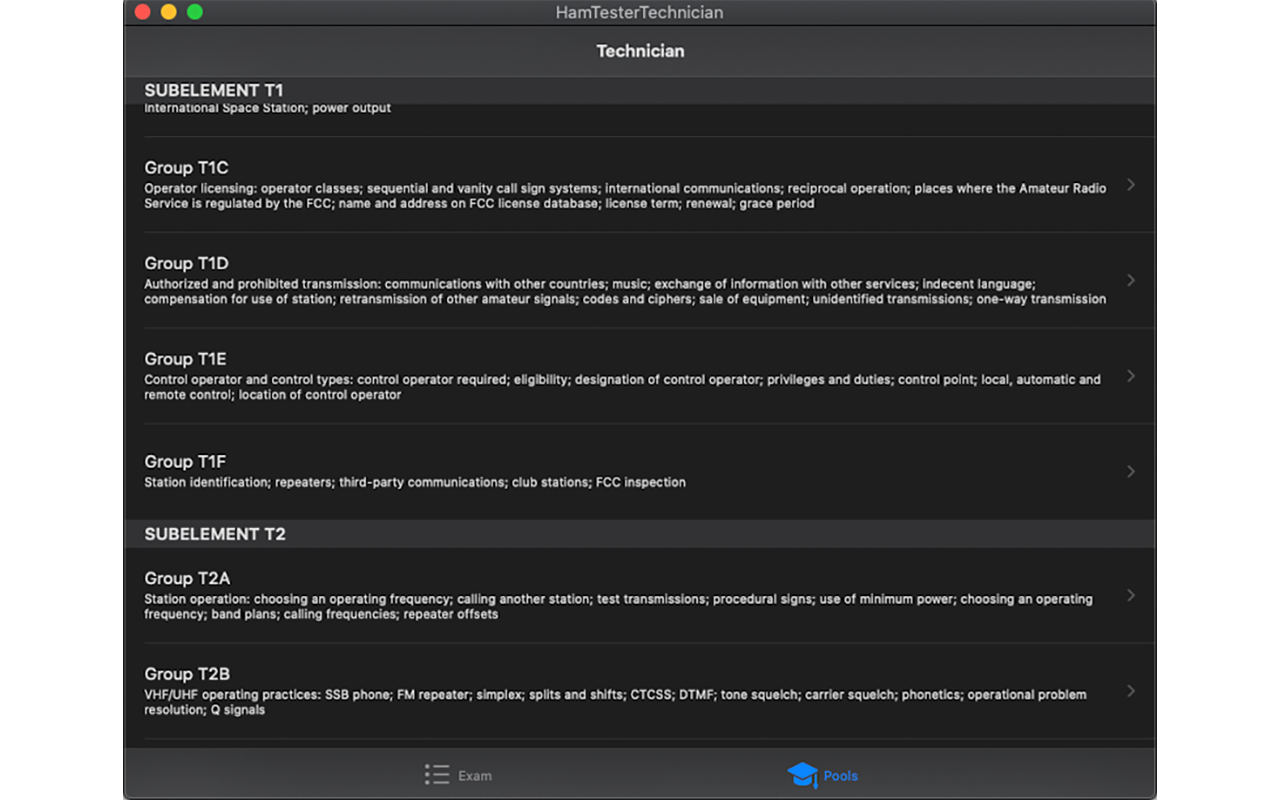 HamTesterTechnician
Technician
SUBELEMENT T1
International Space Station; power output
Group T1C
Operator licensing: operator classes; sequential and vanity call sign systems; international communications; reciprocal operation; places where the Amateur Radio
Service is regulated by the FCC; name and address on FCC license database; license term; renewal; grace period
Group T1D
Authorized and prohibited transmission: communications with other countries; music; exchange of information with other services; indecent language;
compensation for use of station; retransmission of other amateur signals; codes and ciphers; sale of equipment; unidentified transmissions; one-way transmission
Group T1E
Control operator and control types: control operator required; eligibility; designation of control operator; privileges and duties; control point; local, automatic and
remote control; location of control operator
Group T1F
Station identification; repeaters; third-party communications; club stations; FCC inspection
SUBELEMENT T2
Group T2A
Station operation: choosing an operating frequency; calling another station; test transmissions; procedural signs; use of minimum power; choosing an operating
frequency; band plans; calling frequencies; repeater offsets
Group T2B
VHF/UHF operating practices: SSB phone; FM repeater; simplex; splits and shifts; CTCSS; DTMF; tone squelch; carrier squelch; phonetics; operational problem
resolution; Q signals
Exam
Pools